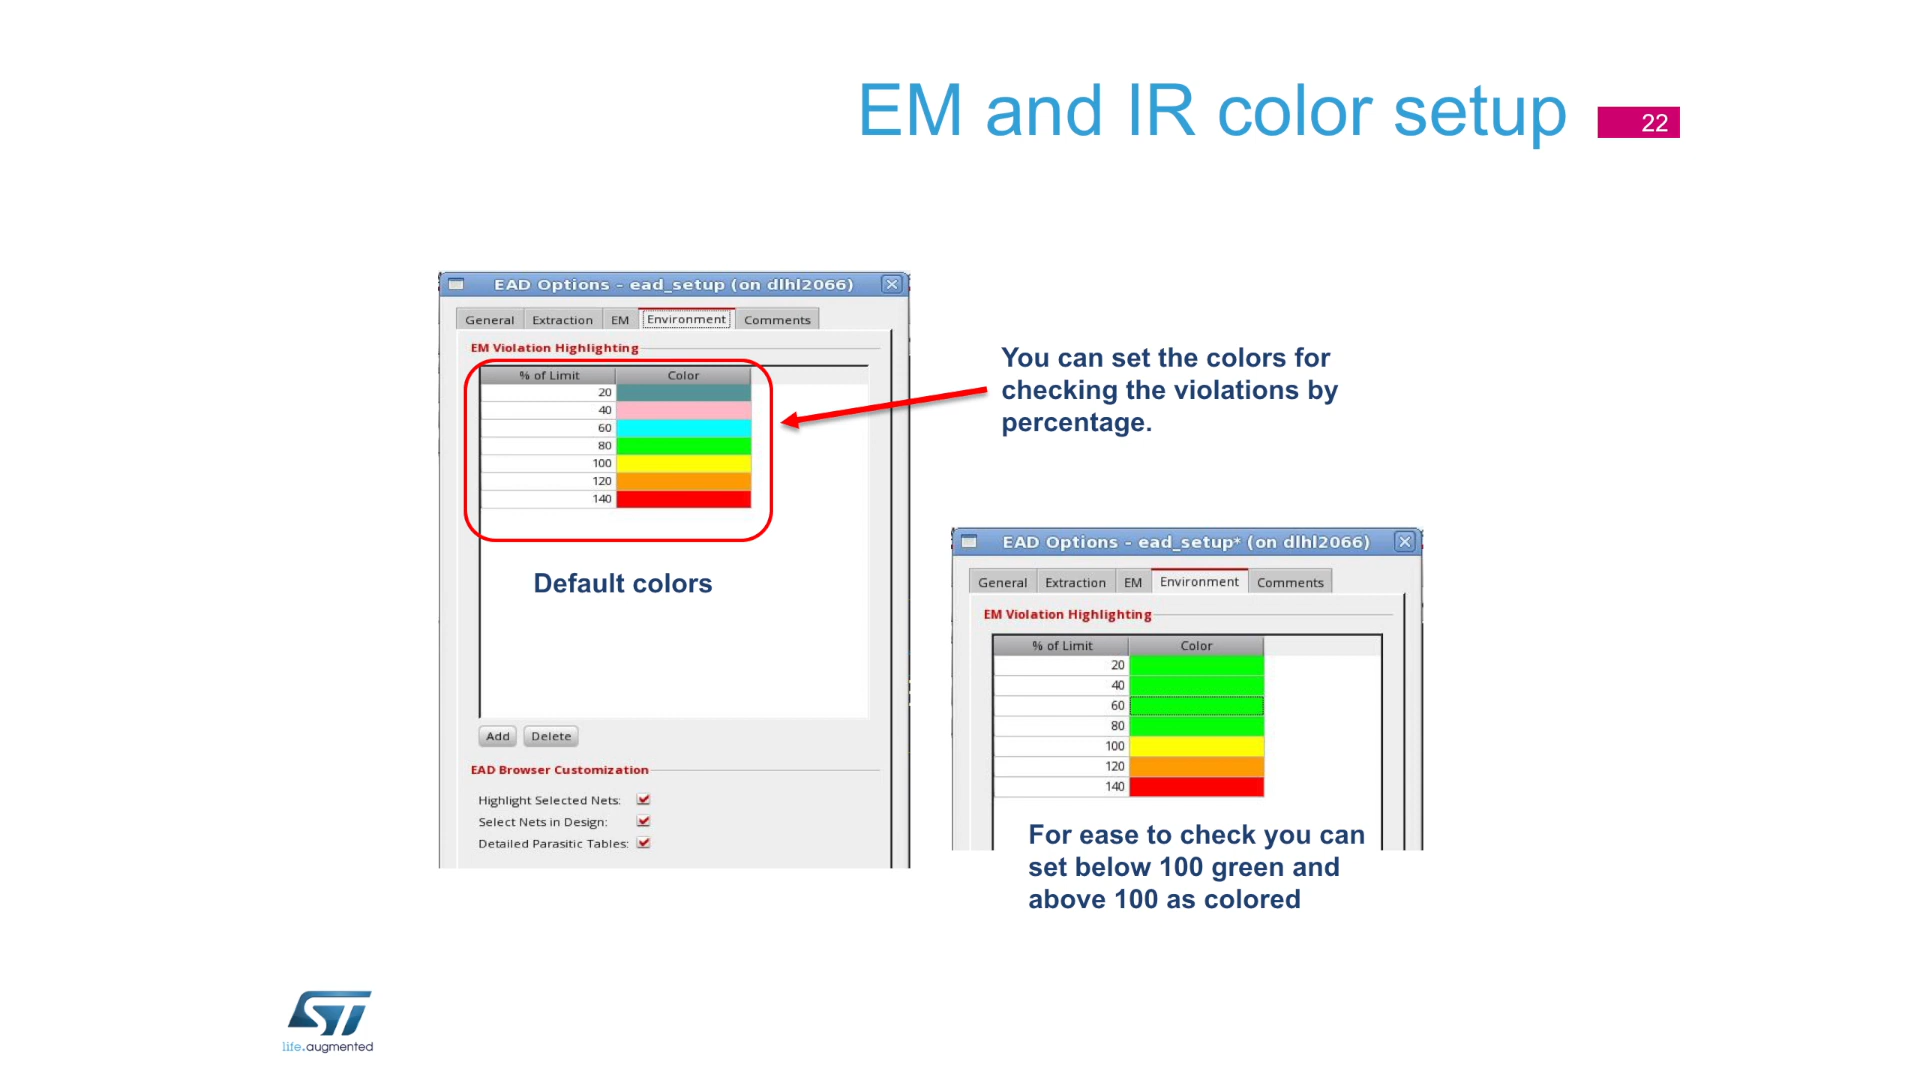 EM and IR color setup
22
EAD Options - ead_setup (on dlhl2066)
General Extraction EM Environment Comments
EM Violation Highlighting
% of Limit Color
20
40
60
80
100
120
140
Default colors
Add Delete
EAD Browser Customization
Highlight Selected Nets:
Select Nets in Design:
Detailed Parasitic Tables:
You can set the colors for
checking the violations by
percentage.
EAD Options - ead_setup* (on dlhl2066)
General Extraction EM Environment Comments
EM Violation Highlighting
% of Limit Color
20
40
60
80
100
120
140
For ease to check you can
set below 100 green and
above 100 as colored
ST
life.augmented